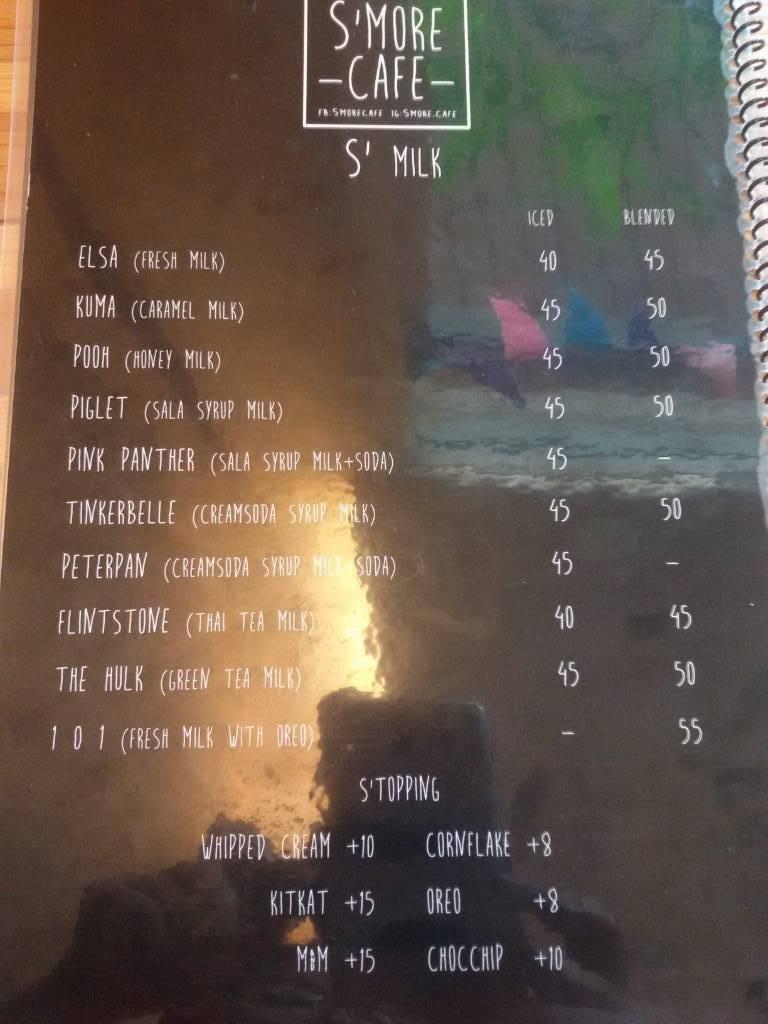 S'MORE
–CAFE–
FB:SMORECAFE IG:SMORE.CAFE
S' MILK
ICED BLENDED
ELSA (FRESH MILK) 40 45
KUMA (CARAMEL MILK) 45 50
POOH (HONEY MILK) 45 50
PIGLET (SALA SYRUP MILK) 45 50
PINK PANTHER (SALA SYRUP MILK+SODA) 45 –
TINKERBELLE (CREAMSODA SYRUP MILK) 45 50
PETERPAN (CREAMSODA SYRUP MILK+SODA) 45 –
FLINTSTONE (THAI TEA MILK) 40 45
THE HULK (GREEN TEA MILK) 45 50
1 0 1 (FRESH MILK WITH OREO) – 55
S'TOPPING
WHIPPED CREAM +10 CORNFLAKE +8
KITKAT +15 OREO +8
M&M +15 CHOCCHIP +10